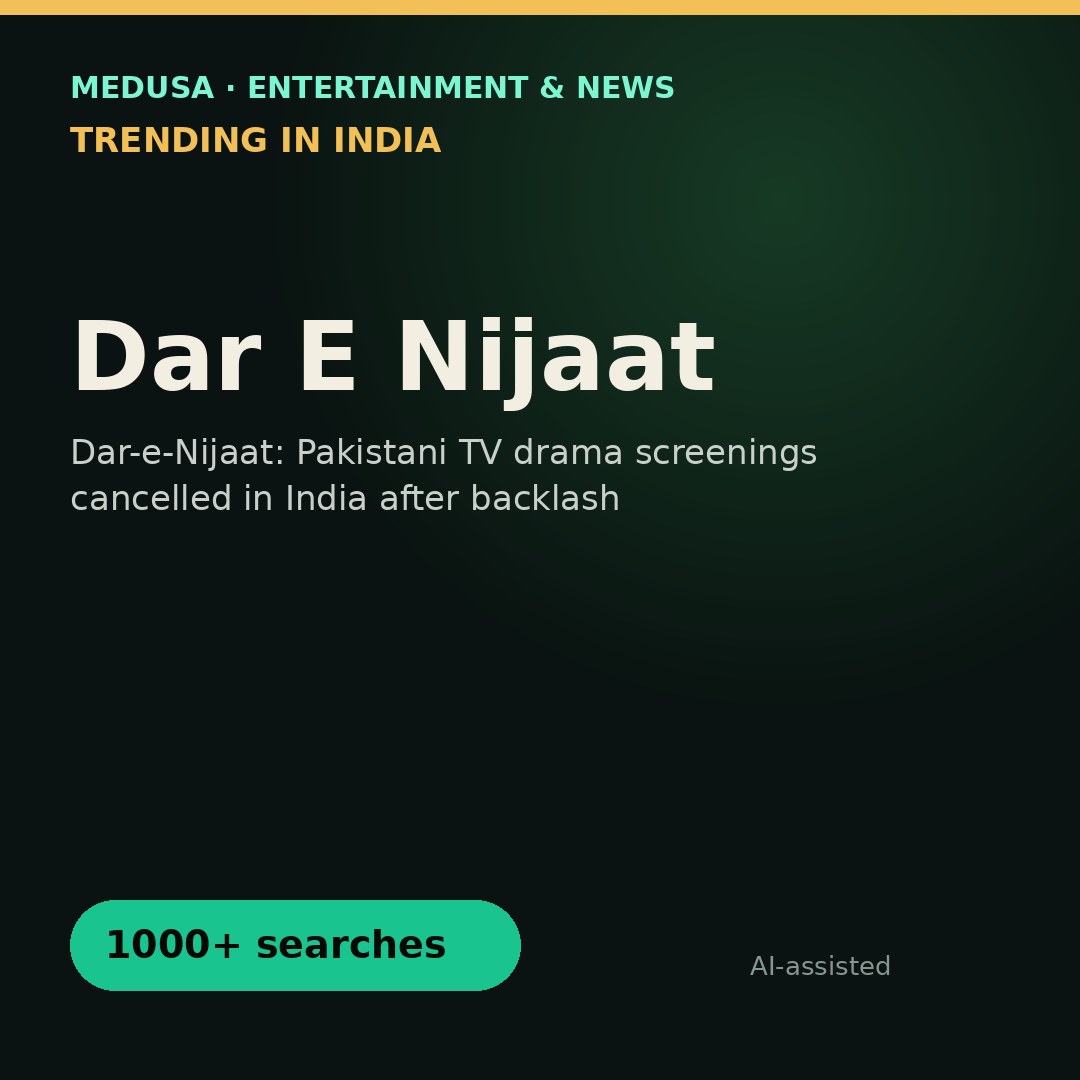 MEDUSA · ENTERTAINMENT & NEWS
TRENDING IN INDIA
Dar E Nijaat
Dar-e-Nijaat: Pakistani TV drama screenings
cancelled in India after backlash
1000+ searches
AI-assisted